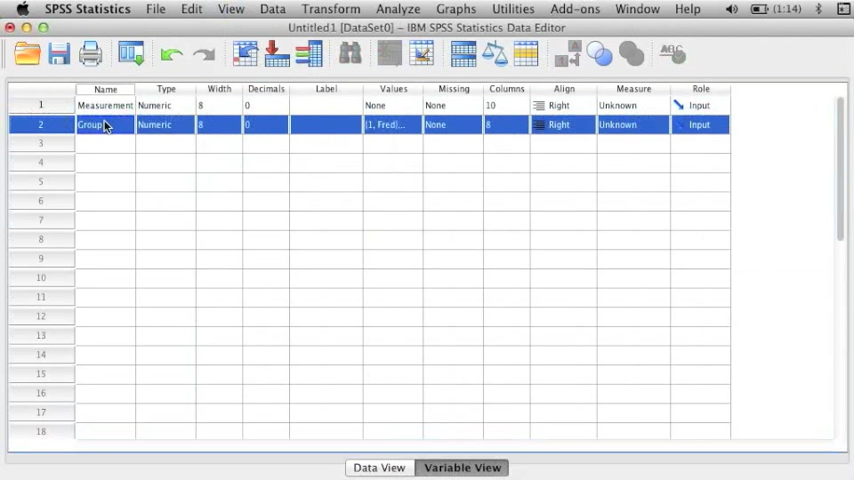 SPSS Statistics File Edit View Data Transform Analyze Graphs Utilities Add-ons Window Help (1:14)
Untitled1 [DataSet0] – IBM SPSS Statistics Data Editor
Name Type Width Decimals Label Values Missing Columns Align Measure Role
1 Measurement Numeric 8 0 None None 10 Right Unknown Input
2 Group Numeric 8 0 {1, Fred}... None 8 Right Unknown Input
3
4
5
6
7
8
9
10
11
12
13
14
15
16
17
18
Data View Variable View